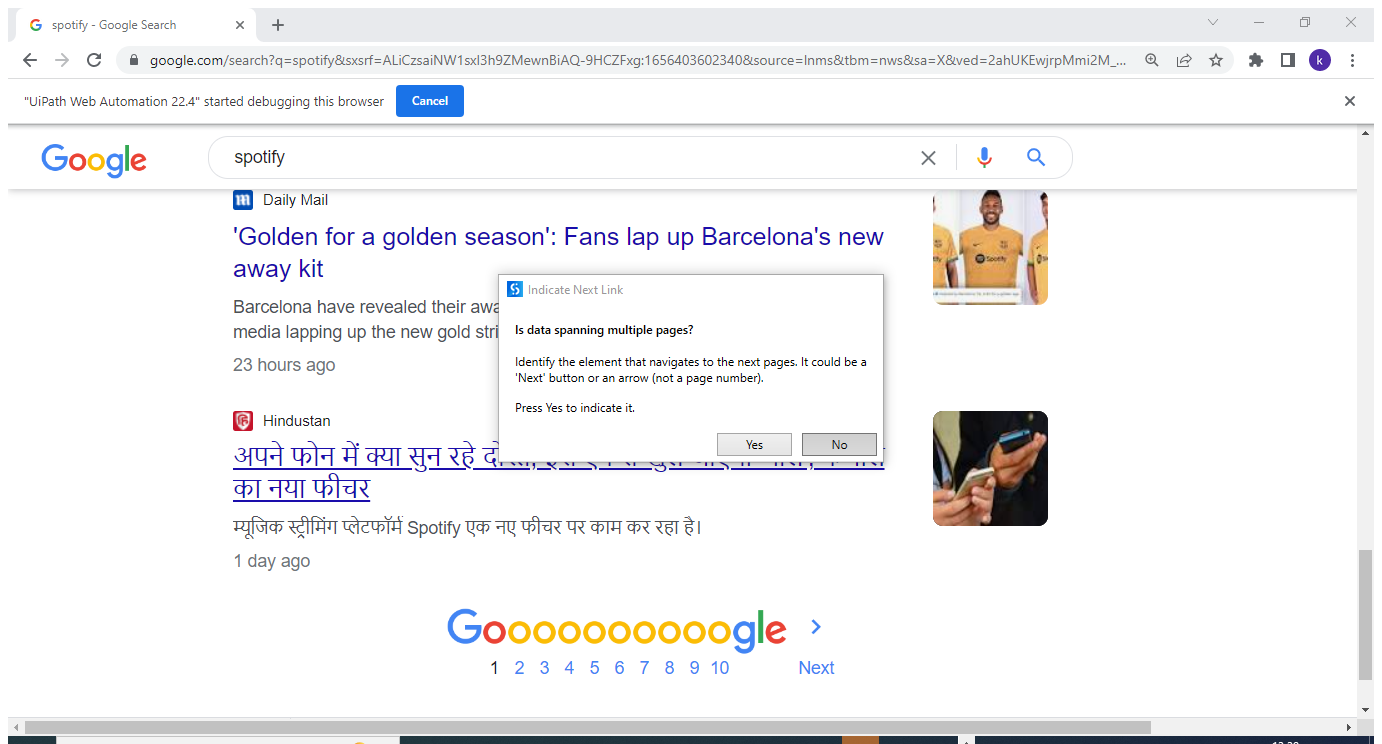 spotify - Google Search
google.com/search?q=spotify&sxsrf=ALiCzsaiNW1sxl3h9ZMewnBiAQ-9HCZFxg:1656403602340&source=lnms&tbm=nws&sa=X&ved=2ahUKEwjrpMmi2M_...
k
"UiPath Web Automation 22.4" started debugging this browser
Cancel
Google
spotify
Daily Mail
'Golden for a golden season': Fans lap up Barcelona's new
away kit
Barcelona have revealed their
media lapping up the new gold
23 hours ago
Spotify
Indicate Next Link
Is data spanning multiple pages?
Identify the element that navigates to the next pages. It could be a
'Next' button or an arrow (not a page number).
Press Yes to indicate it.
Yes No
Hindustan
अपने फोन में क्या सुन रहे
का नया फीचर
म्यूजिक स्ट्रीमिंग प्लेटफॉर्म Spotify एक नए फीचर पर काम कर रहा है।
1 day ago
Goooooooooogle
1 2 3 4 5 6 7 8 9 10 Next